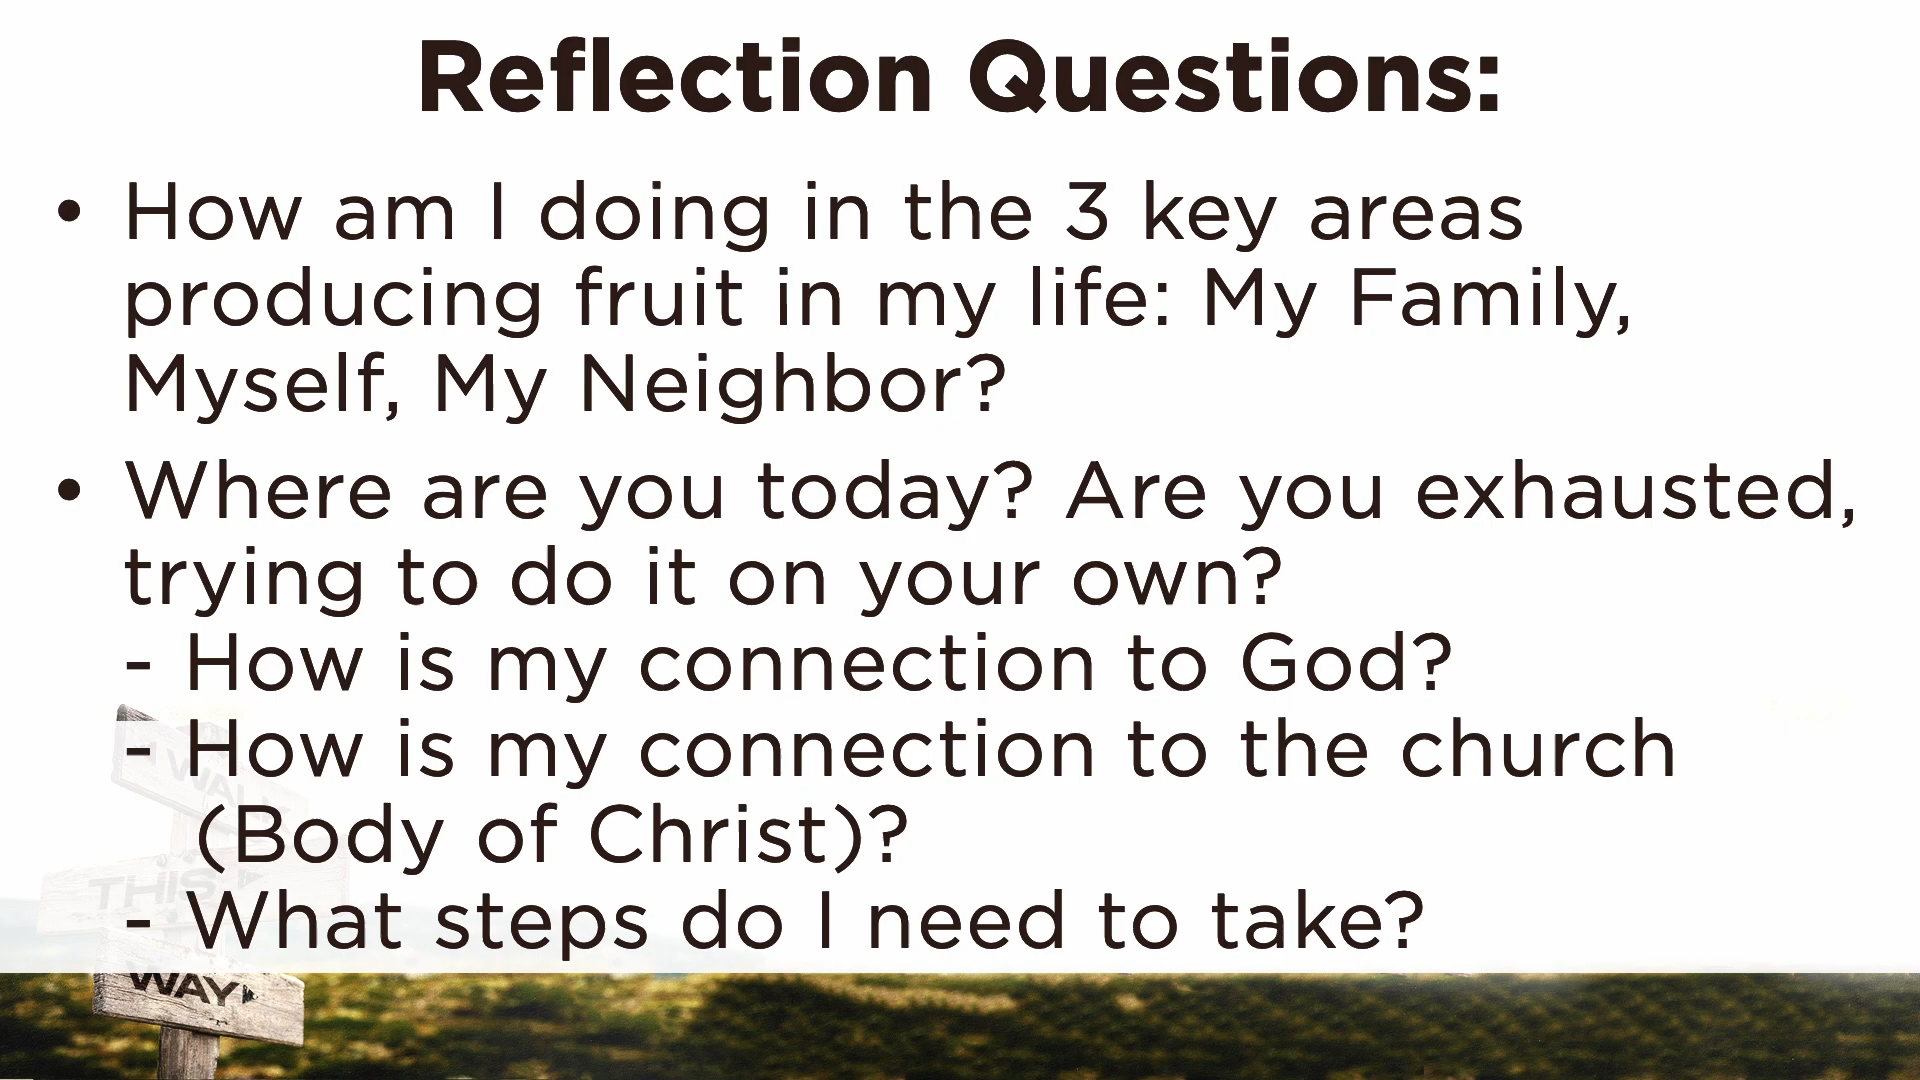 Reflection Questions:
• How am I doing in the 3 key areas
producing fruit in my life: My Family,
Myself, My Neighbor?
• Where are you today? Are you exhausted,
trying to do it on your own?
- How is my connection to God?
- How is my connection to the church
(Body of Christ)?
- What steps do I need to take?
WALK
THIS
WAY